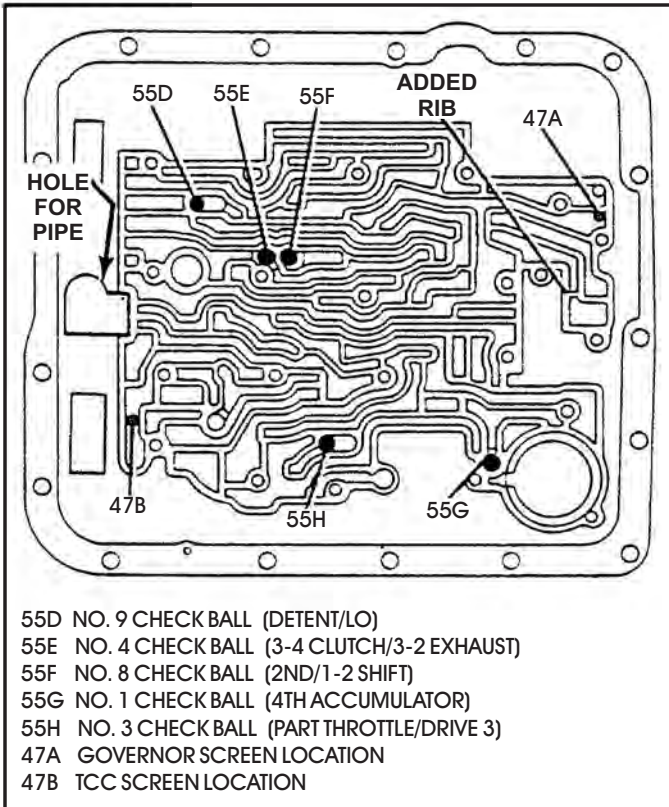 55D 55E 55F
ADDED
RIB
47A
HOLE
FOR
PIPE
47B
55H
55G
55D NO. 9 CHECK BALL (DETENT/LO)
55E NO. 4 CHECK BALL (3-4 CLUTCH/3-2 EXHAUST)
55F NO. 8 CHECK BALL (2ND/1-2 SHIFT)
55G NO. 1 CHECK BALL (4TH ACCUMULATOR)
55H NO. 3 CHECK BALL (PART THROTTLE/DRIVE 3)
47A GOVERNOR SCREEN LOCATION
47B TCC SCREEN LOCATION